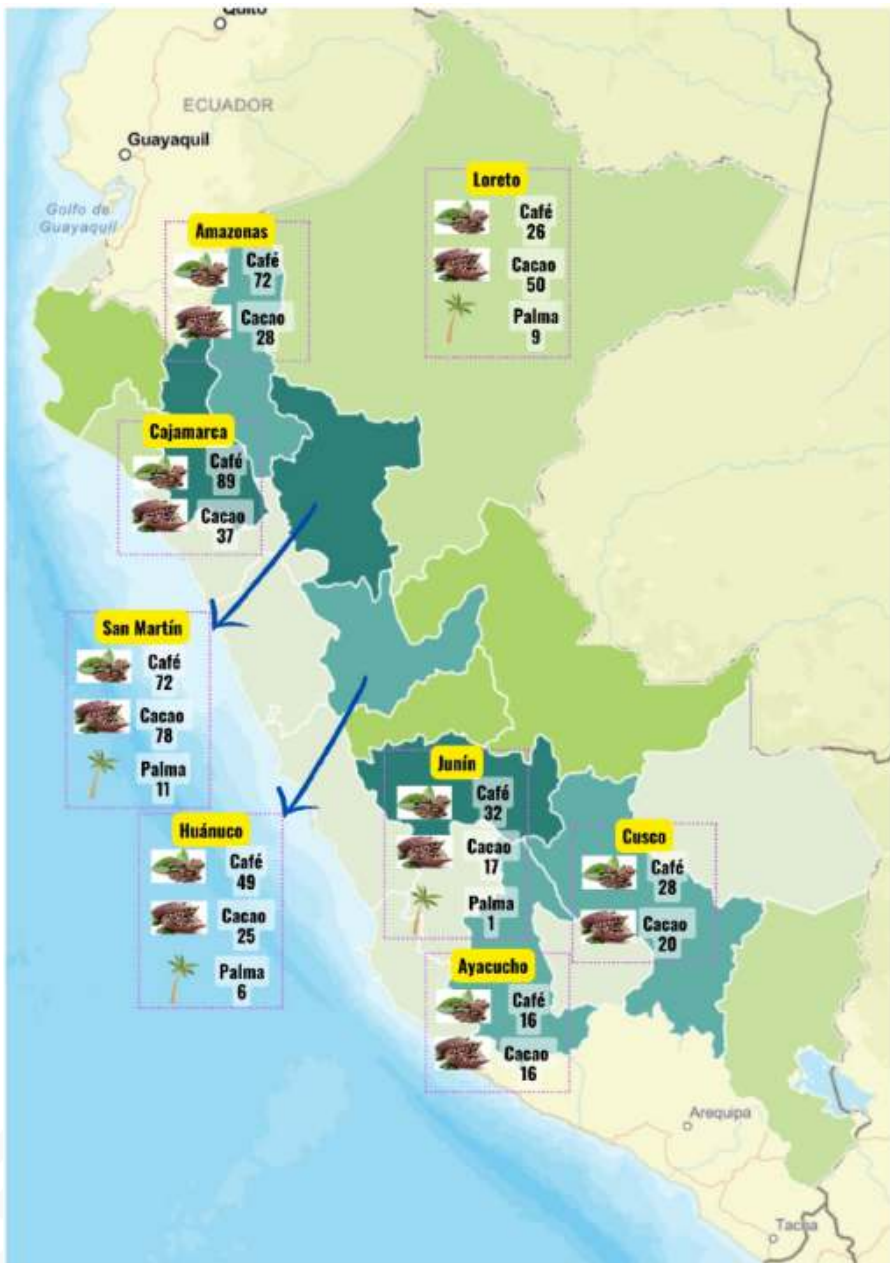 Quito
ECUADOR
Guayaquil
Golfo de
Guayaquil
Loreto
Café
26
Cacao
50
Palma
9
Amazonas
Café
72
Cacao
28
Cajamarca
Café
89
Cacao
37
San Martín
Café
72
Cacao
78
Palma
11
Huánuco
Café
49
Cacao
25
Palma
6
Junín
Café
32
Cacao
17
Palma
1
Cusco
Café
28
Cacao
20
Ayacucho
Café
16
Cacao
16
Arequipa
Tacna